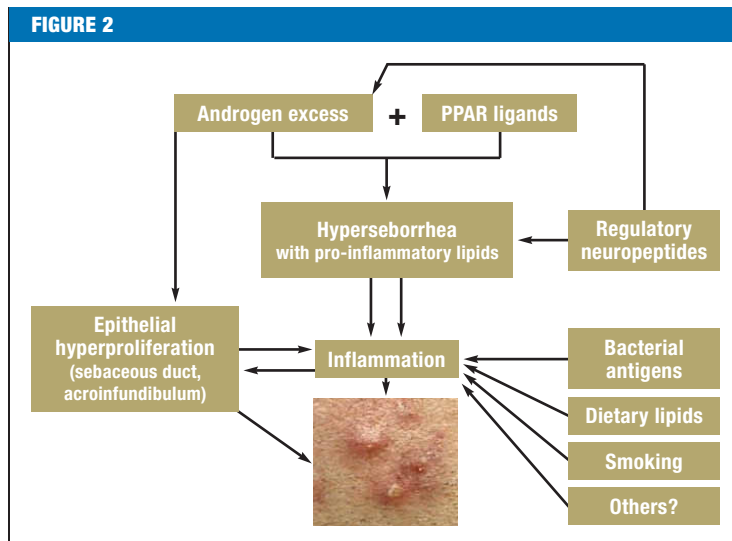 FIGURE 2
Androgen excess
+
PPAR ligands
Hyperseborrhea
with pro-inflammatory lipids
Regulatory
neuropeptides
Epithelial
hyperproliferation
(sebaceous duct,
acroinfundibulum)
Inflammation
Bacterial
antigens
Dietary lipids
Smoking
Others?